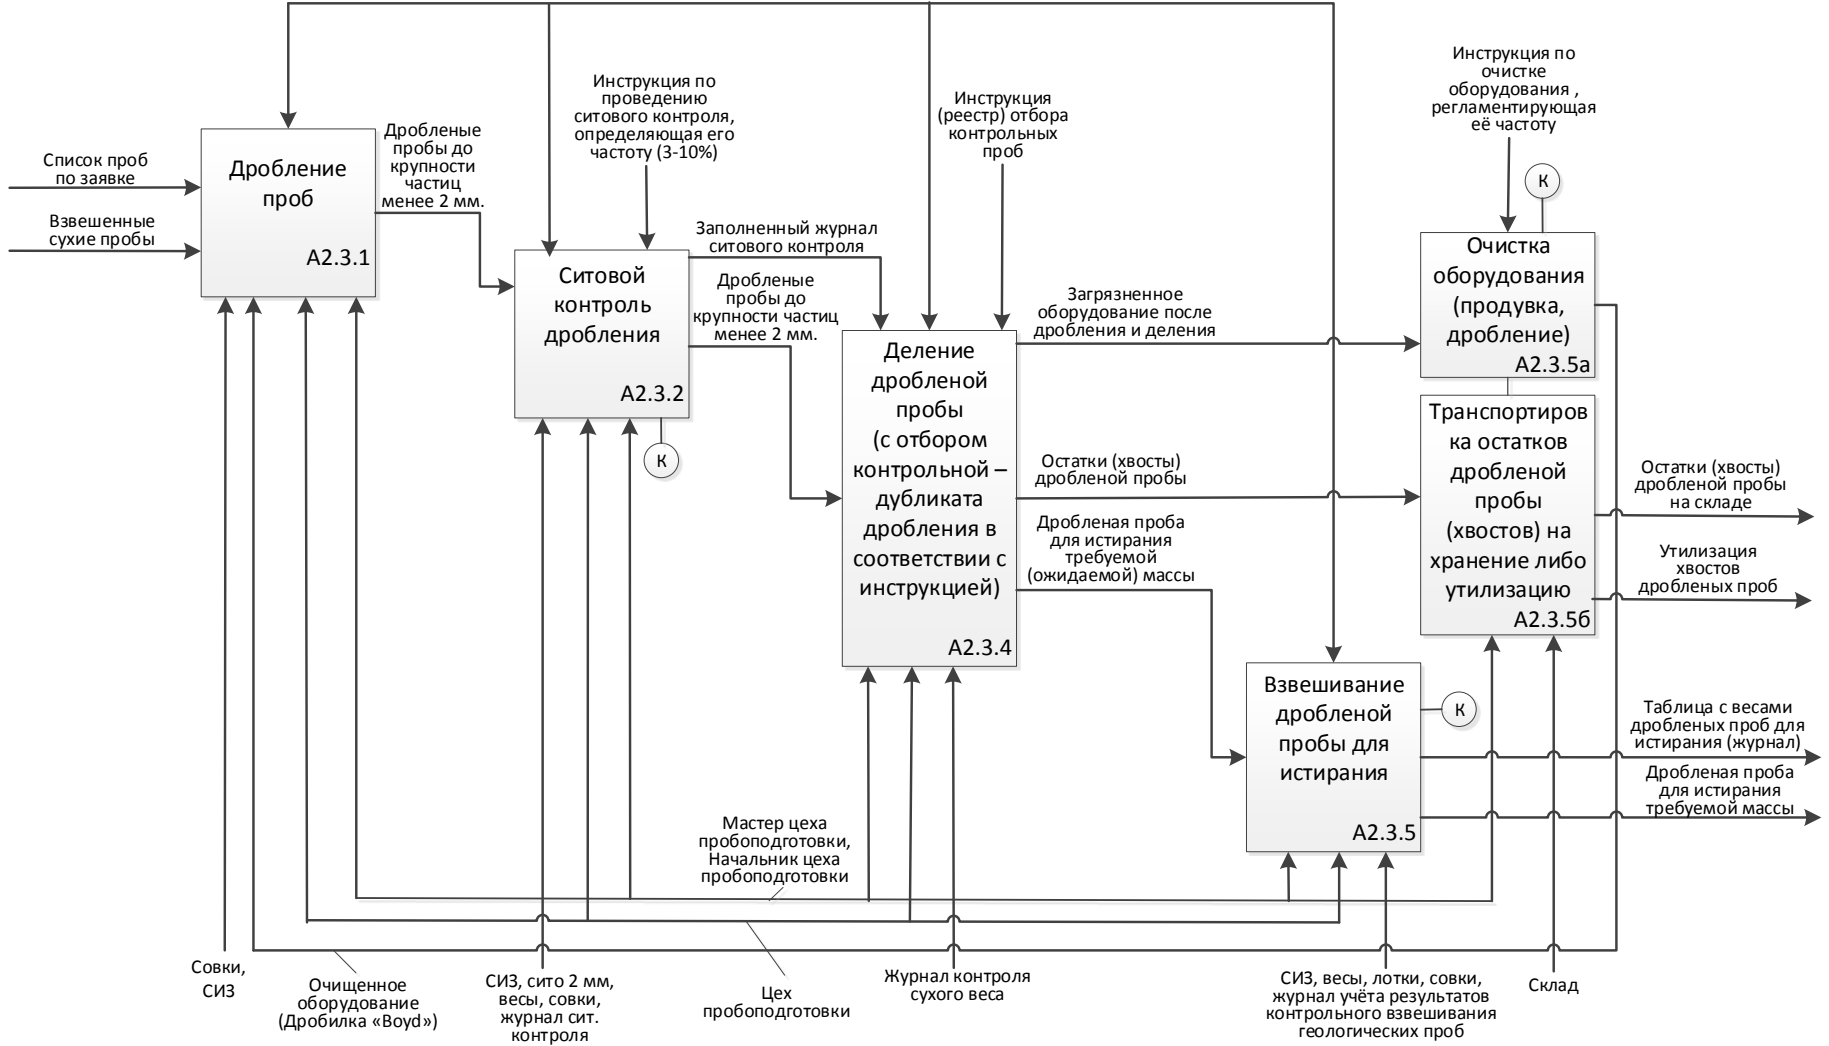 Список проб
по заявке
Взвешенные
сухие пробы
Дробление
проб
А2.3.1
Дробленые
пробы до
крупности
частиц
менее 2 мм.
Инструкция по
проведению
ситового контроля,
определяющая его
частоту (3-10%)
Ситовой
контроль
дробления
А2.3.2
К
Заполненный журнал
ситового контроля
Дробленые
пробы до
крупности частиц
менее 2 мм.
Инструкция
(реестр) отбора
контрольных
проб
Деление
дробленой
пробы
(с отбором
контрольной –
дубликата
дробления в
соответствии с
инструкцией)
А2.3.4
Загрязненное
оборудование после
дробления и деления
Остатки (хвосты)
дробленой пробы
Дробленая проба
для истирания
требуемой
(ожидаемой) массы
Инструкция по
очистке
оборудования ,
регламентирующая
её частоту
К
Очистка
оборудования
(продувка,
дробление)
А2.3.5а
Транспортиров
ка остатков
дробленой
пробы
(хвостов) на
хранение либо
утилизацию
А2.3.5б
Остатки (хвосты)
дробленой пробы
на складе
Утилизация
хвостов
дробленых проб
Взвешивание
дробленой
пробы для
истирания
А2.3.5
К
Таблица с весами
дробленых проб для
истирания (журнал)
Дробленая проба
для истирания
требуемой массы
Мастер цеха
пробоподготовки,
Начальник цеха
пробоподготовки
Совки,
СИЗ
Очищенное
оборудование
(Дробилка «Boyd»)
СИЗ, сито 2 мм,
весы, совки,
журнал сит.
контроля
Цех
пробоподготовки
Журнал контроля
сухого веса
СИЗ, весы, лотки, совки,
журнал учёта результатов
контрольного взвешивания
геологических проб
Склад